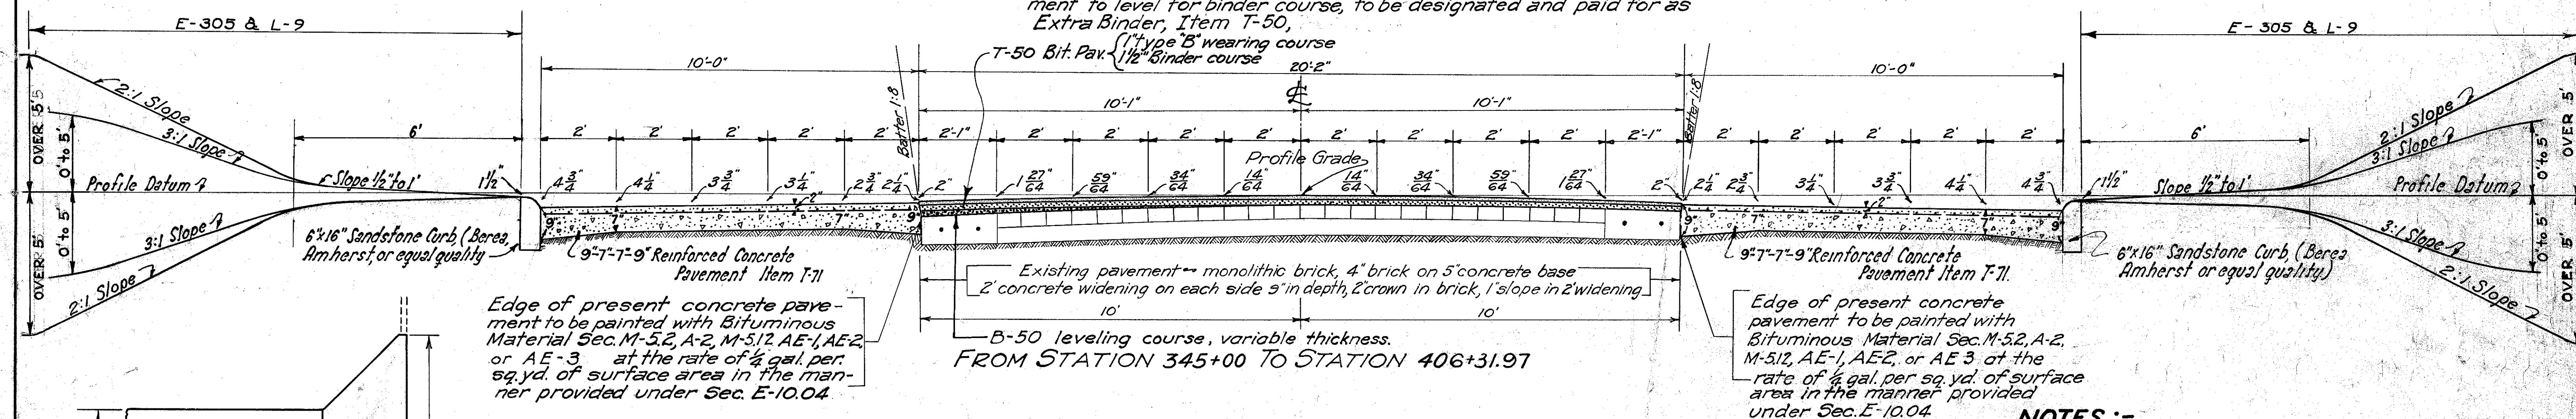 ment to level for binder course, to be designated and paid for as
Extra Binder, Item T-50,
T-50 Bit. Pav. { 1" type "B" wearing course
1½" Binder course
E-305 & L-9
E-305 & L-9
10'-0"
20'-2"
10'-0"
10'-1"
℄
10'-1"
Batter 1:8
Batter 1:8
6'
2' 2' 2' 2' 2' 2'-1" 2' 2' 2' 2' 2' 2' 2' 2' 2'-1" 2' 2' 2' 2' 2'
6'
OVER 5'
0' to 5'
2:1 Slope
3:1 Slope
Profile Datum
Slope ½" to 1'
1½"
4¾" 4¼" 3¾" 3¼" 2¾" 2¼" 2" 1 27/64" 59/64" 34/64" 14/64" Profile Grade 14/64" 34/64" 59/64" 1 27/64" 2" 2¼" 2¾" 3¼" 3¾" 4¼" 4¾"
1½"
Slope ½" to 1'
2:1 Slope
3:1 Slope
Profile Datum
0' to 5'
OVER 5'
2"
2"
9" 7" 7" 9"
9" 7" 7" 9"
OVER 5'
0' to 5'
3:1 Slope
2:1 Slope
6"x16" Sandstone Curb, (Berea,
Amherst, or equal quality
9"-7"-7"-9" Reinforced Concrete
Pavement Item T-71
Existing pavement - monolithic brick, 4" brick on 5" concrete base
2' concrete widening on each side 9" in depth, 2" crown in brick, 1" slope in 2' widening
9"-7"-7"-9" Reinforced Concrete
Pavement Item T-71.
6"x16" Sandstone Curb, (Berea
Amherst or equal quality)
3:1 Slope
2:1 Slope
0' to 5'
OVER 5'
10'
10'
Edge of present concrete pave-
ment to be painted with Bituminous
Material Sec. M-5.2, A-2, M-5.12 AE-1, AE-2
or AE-3 at the rate of ¼ gal. per.
sq. yd. of surface area in the man-
ner provided under Sec. E-10.04
B-50 leveling course, variable thickness.
FROM STATION 345+00 TO STATION 406+31.97
Edge of present concrete
pavement to be painted with
Bituminous Material Sec. M-5.2, A-2,
M-5.12, AE-1, AE-2, or AE 3 at the
rate of ¼ gal. per sq. yd. of surface
area in the manner provided
under Sec. E-10.04
NOTES:-